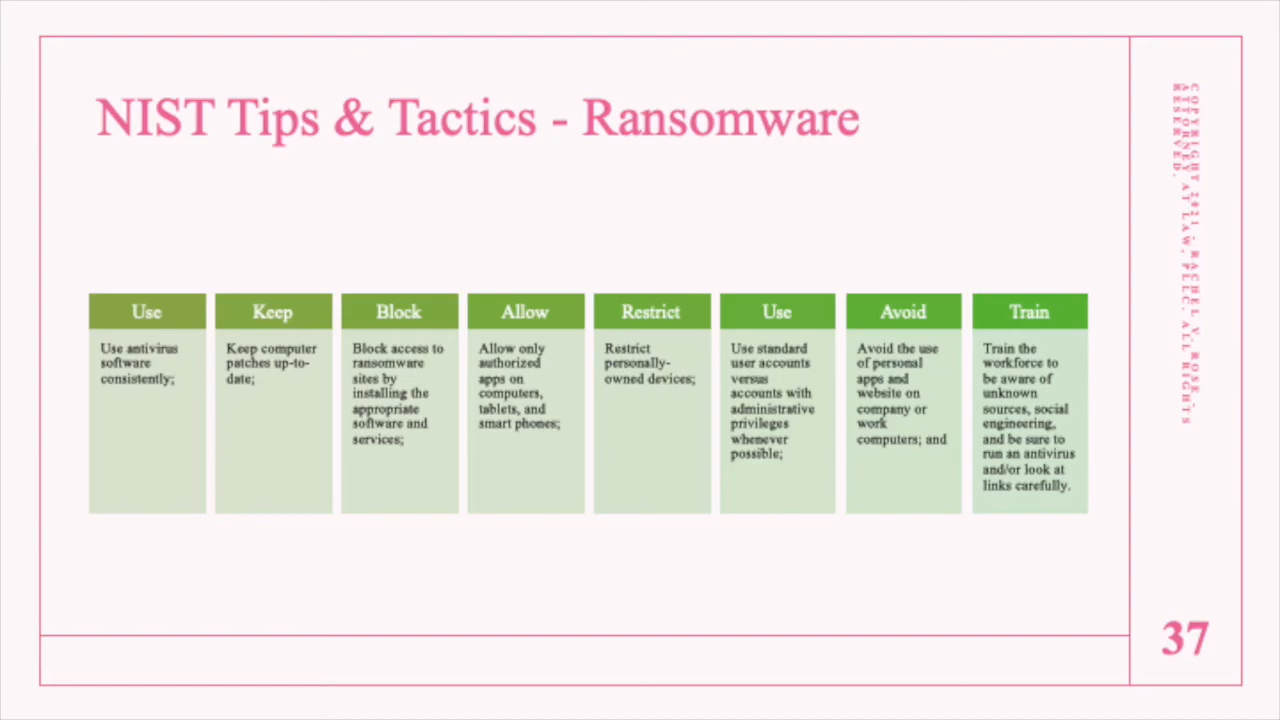 NIST Tips & Tactics - Ransomware
Use
Use antivirus
software
consistently;
Keep
Keep computer
patches up-to-
date;
Block
Block access to
ransomware
sites by
installing the
appropriate
software and
services;
Allow
Allow only
authorized
apps on
computers,
tablets, and
smart phones;
Restrict
Restrict
personally-
owned devices;
Use
Use standard
user accounts
versus
accounts with
administrative
privileges
whenever
possible;
Avoid
Avoid the use
of personal
apps and
website on
company or
work
computers; and
Train
Train the
workforce to
be aware of
unknown
sources, social
engineering,
and be sure to
run an antivirus
and/or look at
links carefully.
COPYRIGHT 2021 - RACHEL V. ROSE -
ATTORNEY AT LAW, PLLC. ALL RIGHTS
RESERVED.
37